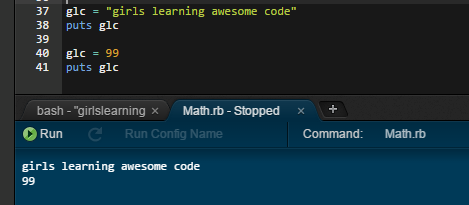 37 glc = "girls learning awesome code"
38 puts glc
39
40 glc = 99
41 puts glc
bash - "girlslearning × Math.rb - Stopped × +
Run Run Config Name Command: Math.rb
girls learning awesome code
99